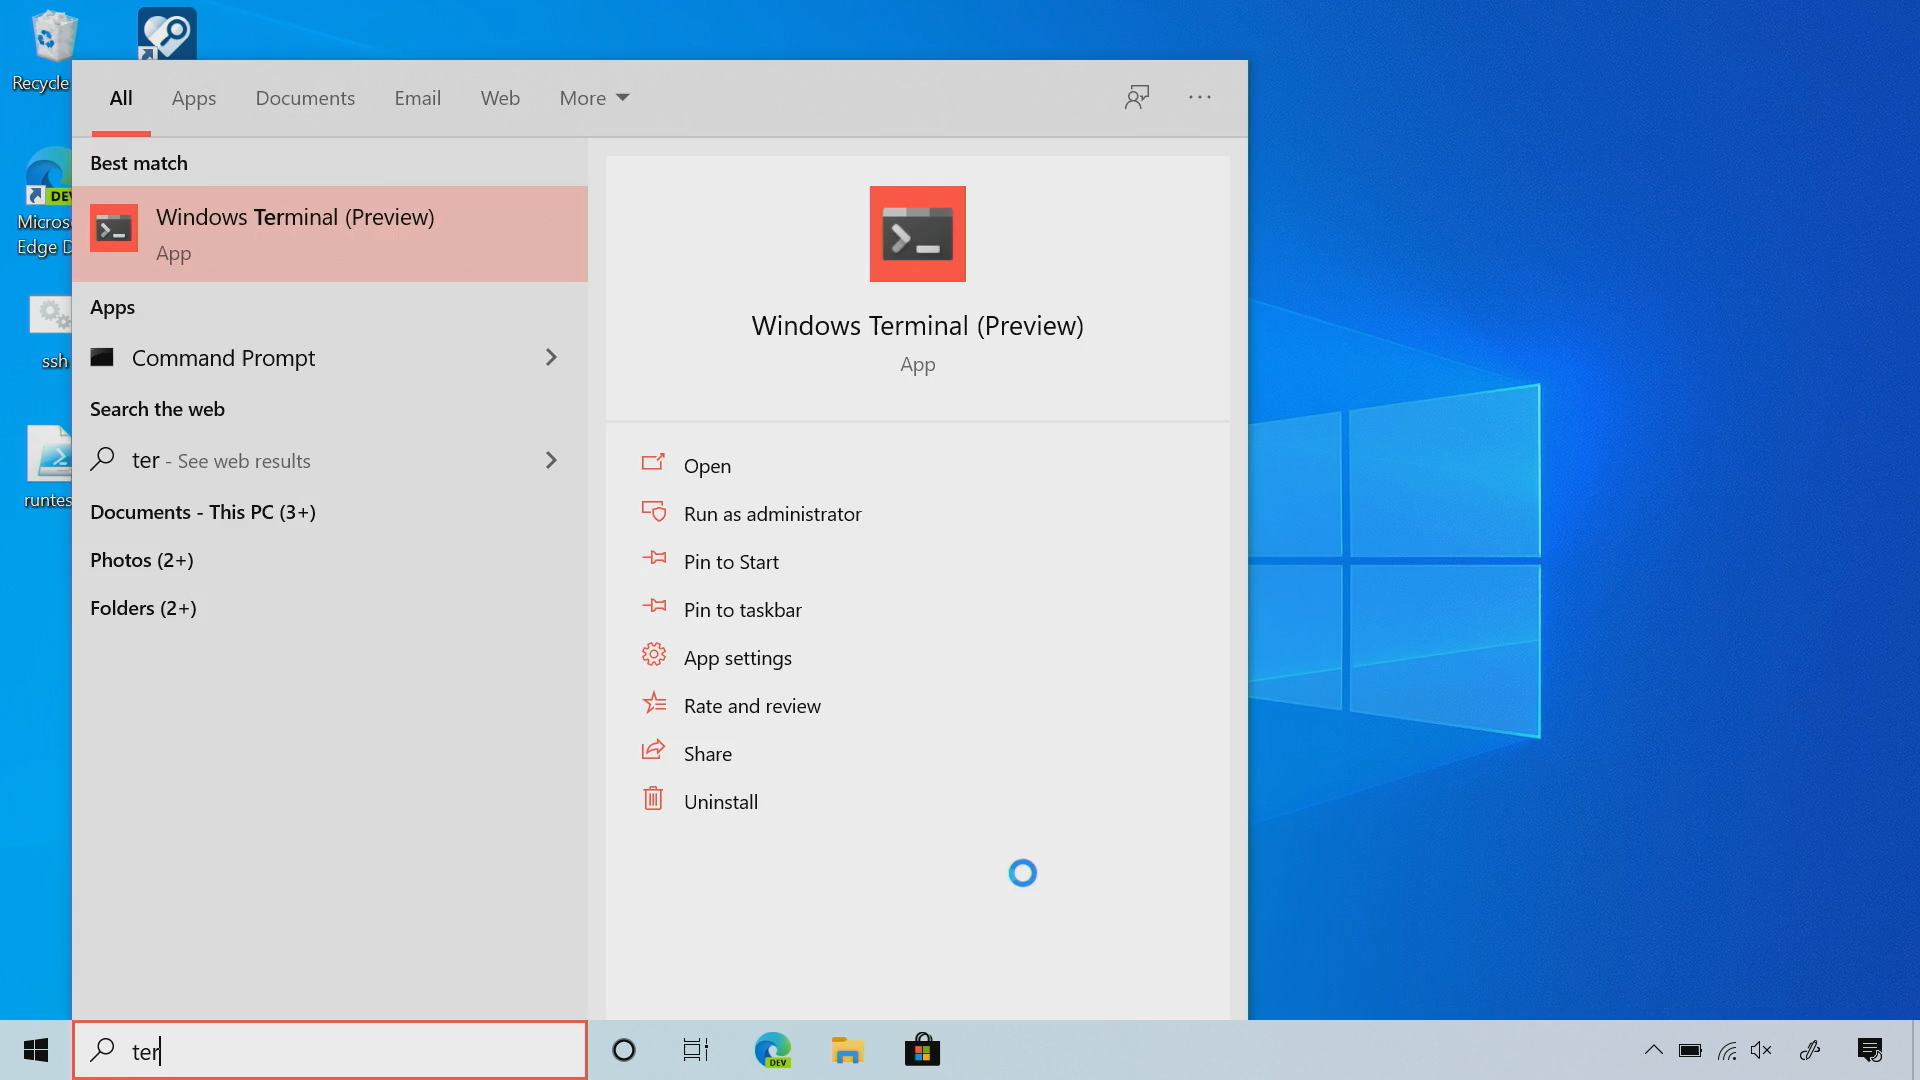 Recycle
DEV
Micros
Edge D
ssh
runtes
All
Apps
Documents
Email
Web
More
Best match
Windows Terminal (Preview)
App
Apps
Command Prompt
Search the web
ter - See web results
Documents - This PC (3+)
Photos (2+)
Folders (2+)
Windows Terminal (Preview)
App
Open
Run as administrator
Pin to Start
Pin to taskbar
App settings
Rate and review
Share
Uninstall
ter
DEV